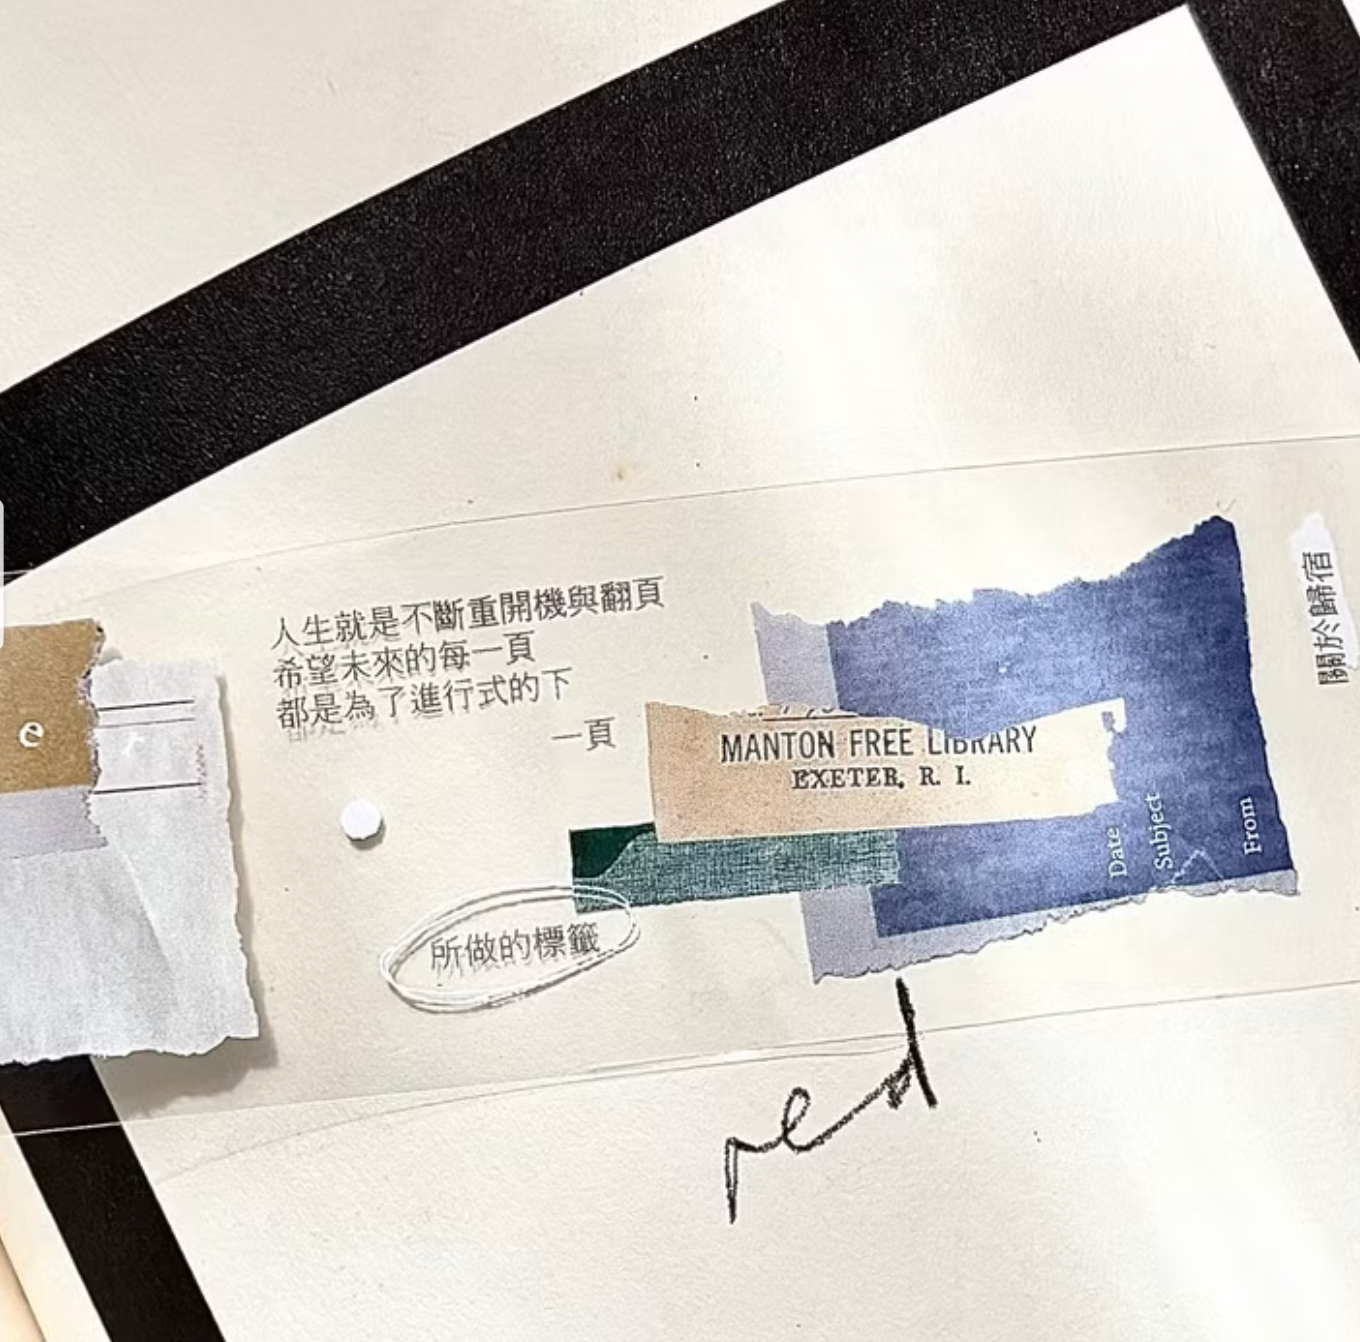 人生就是不斷重開機與翻頁
希望未來的每一頁
都是為了進行式的下
一頁
MANTON FREE LIBRARY
EXETER, R. I.
Date
Subject
From
關於歸宿
所做的標籤
red
e